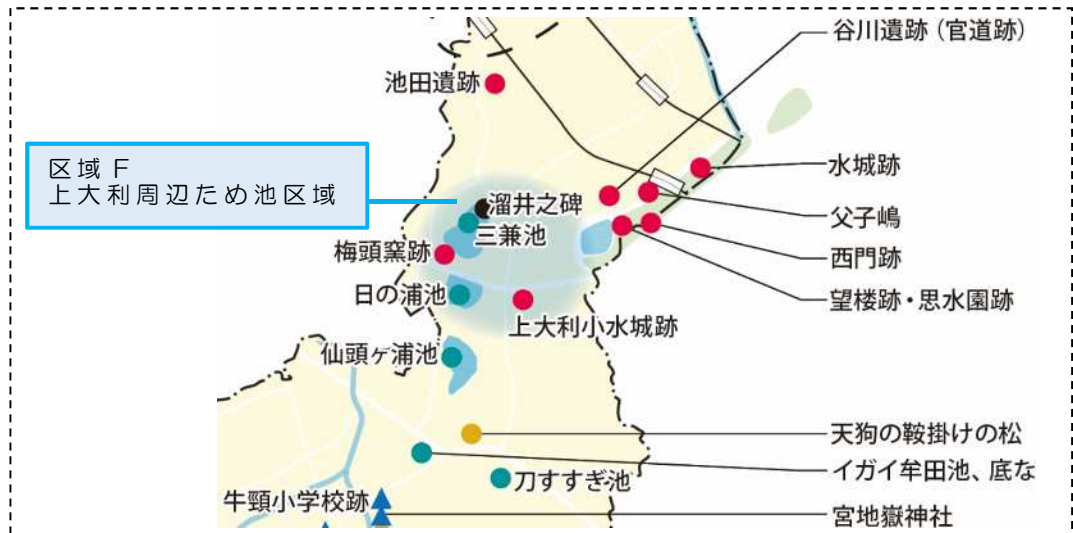 谷川遺跡（官道跡）
池田遺跡
区域F
上大利周辺ため池区域
水城跡
溜井之碑
父子嶋
三兼池
梅頭窯跡
西門跡
日の浦池
望楼跡・思水園跡
上大利小水城跡
仙頭ヶ浦池
天狗の鞍掛けの松
イガイ牟田池、底な
刀すすぎ池
牛頸小学校跡
宮地嶽神社